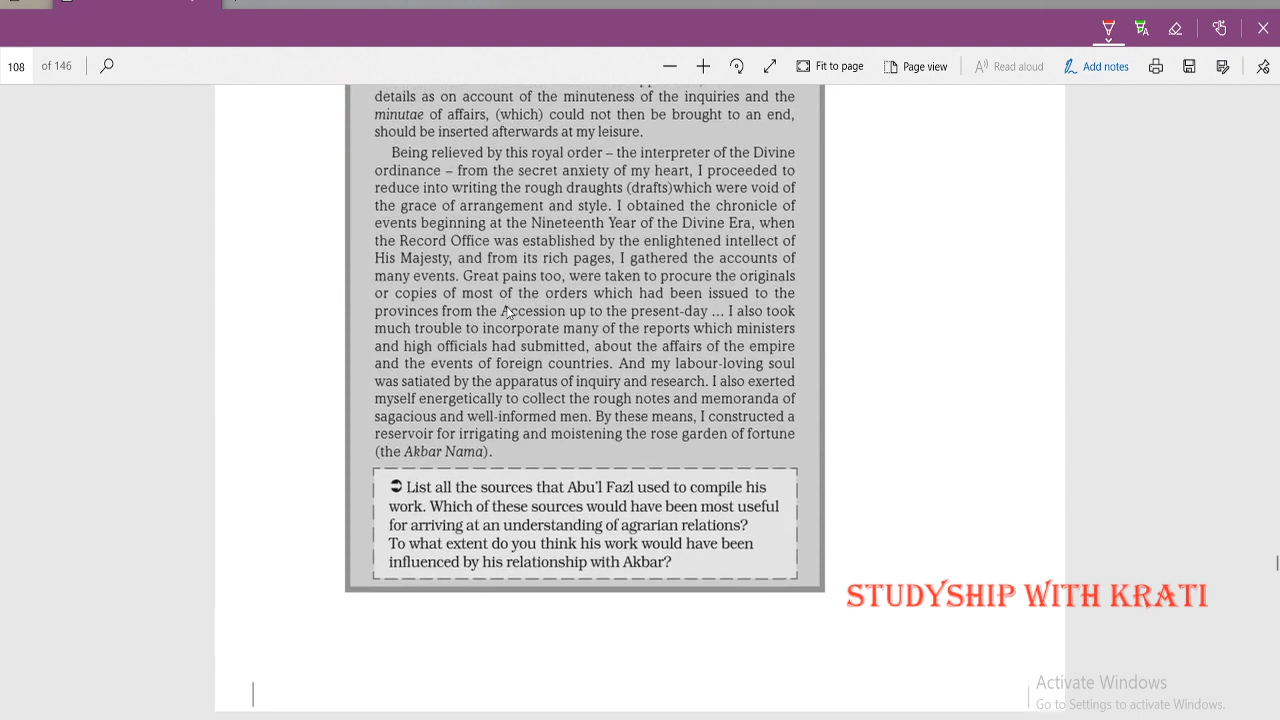 108 of 146
Fit to page
Page view
Read aloud
Add notes
details as on account of the minuteness of the inquiries and the
minutae of affairs, (which) could not then be brought to an end,
should be inserted afterwards at my leisure.
Being relieved by this royal order – the interpreter of the Divine
ordinance – from the secret anxiety of my heart, I proceeded to
reduce into writing the rough draughts (drafts)which were void of
the grace of arrangement and style. I obtained the chronicle of
events beginning at the Nineteenth Year of the Divine Era, when
the Record Office was established by the enlightened intellect of
His Majesty, and from its rich pages, I gathered the accounts of
many events. Great pains too, were taken to procure the originals
or copies of most of the orders which had been issued to the
provinces from the Accession up to the present-day ... I also took
much trouble to incorporate many of the reports which ministers
and high officials had submitted, about the affairs of the empire
and the events of foreign countries. And my labour-loving soul
was satiated by the apparatus of inquiry and research. I also exerted
myself energetically to collect the rough notes and memoranda of
sagacious and well-informed men. By these means, I constructed a
reservoir for irrigating and moistening the rose garden of fortune
(the Akbar Nama).
➲ List all the sources that Abu'l Fazl used to compile his
work. Which of these sources would have been most useful
for arriving at an understanding of agrarian relations?
To what extent do you think his work would have been
influenced by his relationship with Akbar?
STUDYSHIP WITH KRATI
Activate Windows
Go to Settings to activate Windows.